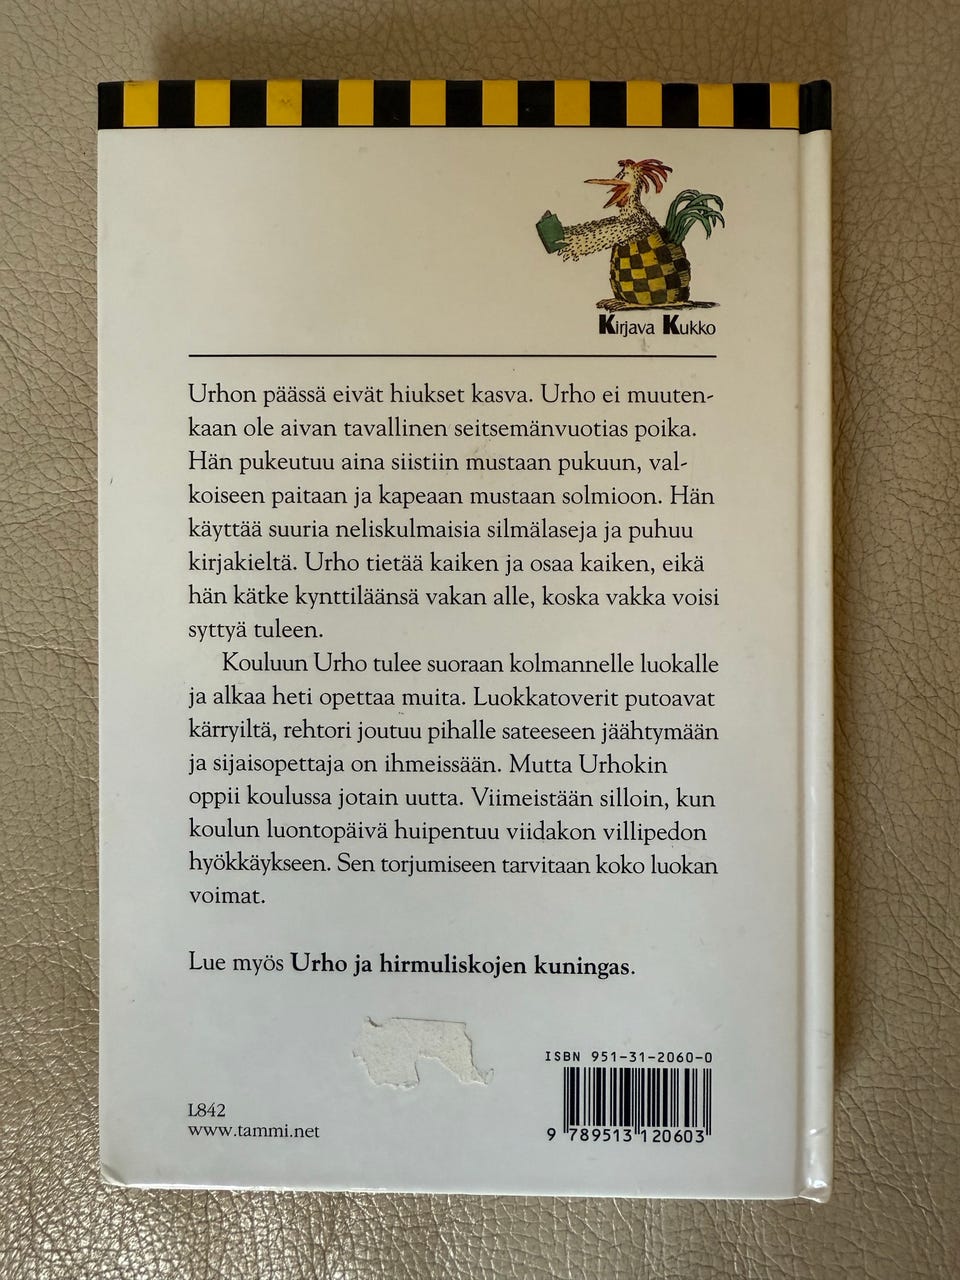 Kirjava Kukko
Urhon päässä eivät hiukset kasva. Urho ei muuten-
kaan ole aivan tavallinen seitsemänvuotias poika.
Hän pukeutuu aina siistiin mustaan pukuun, val-
koiseen paitaan ja kapeaan mustaan solmioon. Hän
käyttää suuria neliskulmaisia silmälaseja ja puhuu
kirjakieltä. Urho tietää kaiken ja osaa kaiken, eikä
hän kätke kynttiläänsä vakan alle, koska vakka voisi
syttyä tuleen.
Kouluun Urho tulee suoraan kolmannelle luokalle
ja alkaa heti opettaa muita. Luokkatoverit putoavat
kärryiltä, rehtori joutuu pihalle sateeseen jäähtymään
ja sijaisopettaja on ihmeissään. Mutta Urhokin
oppii koulussa jotain uutta. Viimeistään silloin, kun
koulun luontopäivä huipentuu viidakon villipedon
hyökkäykseen. Sen torjumiseen tarvitaan koko luokan
voimat.
Lue myös Urho ja hirmuliskojen kuningas.
ISBN 951-31-2060-0
L842
www.tammi.net
9 789513 120603